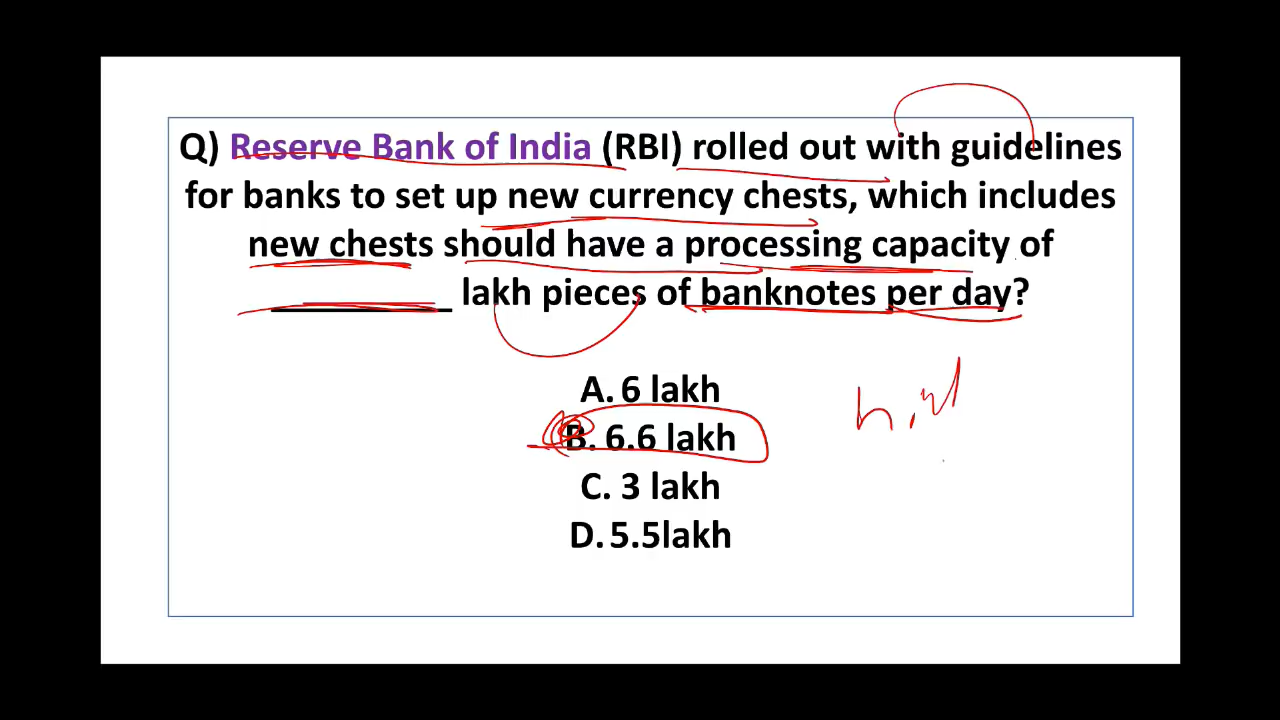 Q) Reserve Bank of India (RBI) rolled out with guidelines
for banks to set up new currency chests, which includes
new chests should have a processing capacity of
__________ lakh pieces of banknotes per day?
A. 6 lakh
B. 6.6 lakh
C. 3 lakh
D. 5.5lakh